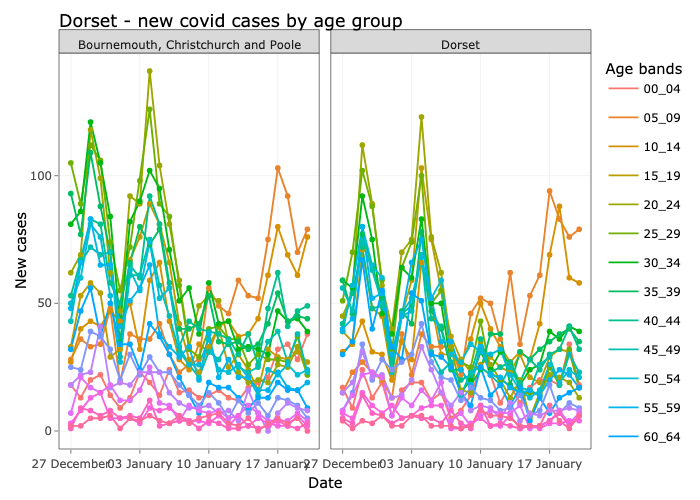 Dorset - new covid cases by age group
Bournemouth, Christchurch and Poole
Dorset
Age bands
00_04
05_09
10_14
15_19
20_24
25_29
30_34
35_39
40_44
45_49
50_54
55_59
60_64
New cases
100
50
0
27 December 03 January 10 January 17 January 27 December 03 January 10 January 17 January
Date